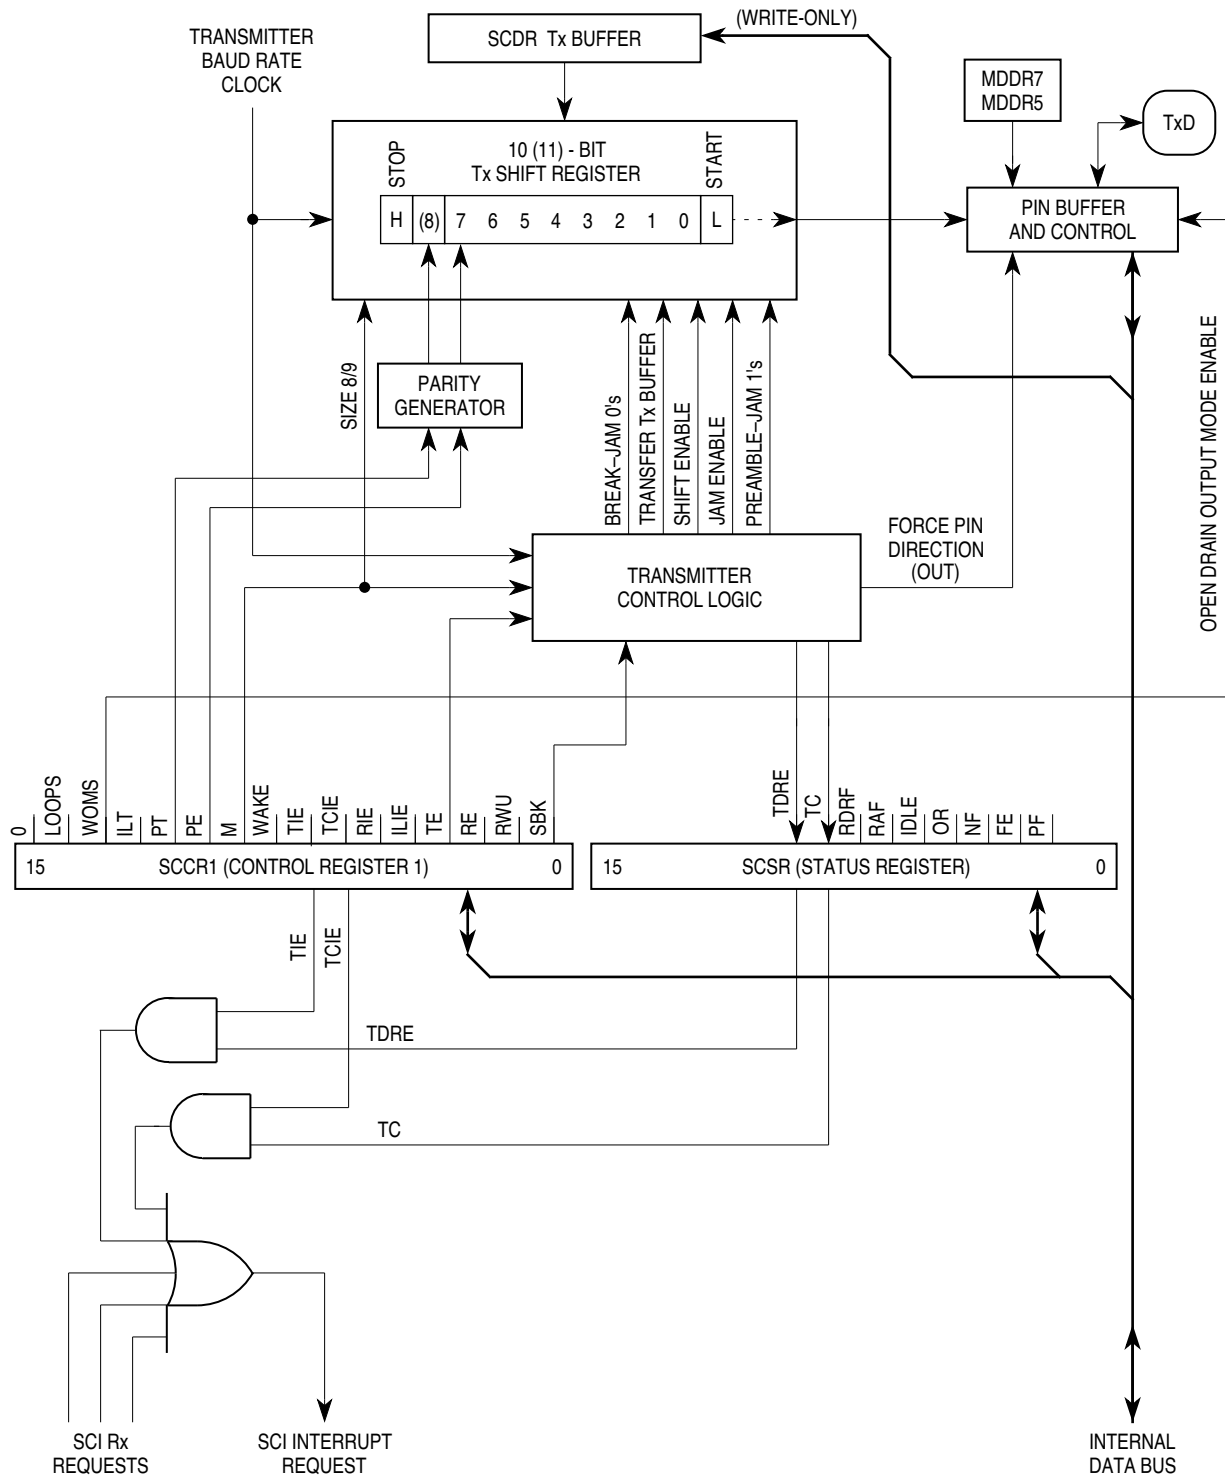 (WRITE-ONLY)
TRANSMITTER
BAUD RATE
CLOCK
SCDR Tx BUFFER
MDDR7
MDDR5
TxD
10 (11) - BIT
Tx SHIFT REGISTER
STOP
START
H (8) 7 6 5 4 3 2 1 0 L
PIN BUFFER
AND CONTROL
OPEN DRAIN OUTPUT MODE ENABLE
SIZE 8/9
PARITY
GENERATOR
BREAK–JAM 0's
TRANSFER Tx BUFFER
SHIFT ENABLE
JAM ENABLE
PREAMBLE–JAM 1's
FORCE PIN
DIRECTION
(OUT)
TRANSMITTER
CONTROL LOGIC
0
LOOPS
WOMS
ILT
PT
PE
M
WAKE
TIE
TCIE
RIE
ILIE
TE
RE
RWU
SBK
TDRE
TC
RDRF
RAF
IDLE
OR
NF
FE
PF
15 SCCR1 (CONTROL REGISTER 1) 0
15 SCSR (STATUS REGISTER) 0
TIE
TCIE
TDRE
TC
SCI Rx
REQUESTS
SCI INTERRUPT
REQUEST
INTERNAL
DATA BUS